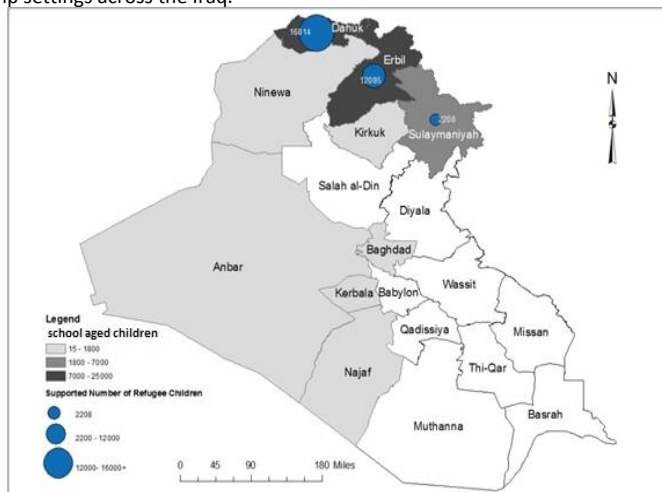 p settings across the Iraq.
16814
Dahuk
Erbil
12085
Ninewa
2208
Sulaymaniyah
Kirkuk
N
Salah al-Din
Diyala
Baghdad
Anbar
Wassit
Kerbala
Babylon
Legend
school aged children
15 - 1800
1800 - 7000
7000 - 25000
Qadissiya
Missan
Supported Number of Refugee Children
2208
2200 - 12000
12000- 16000+
Najaf
Thi-Qar
Basrah
Muthanna
0 45 90 180 Miles